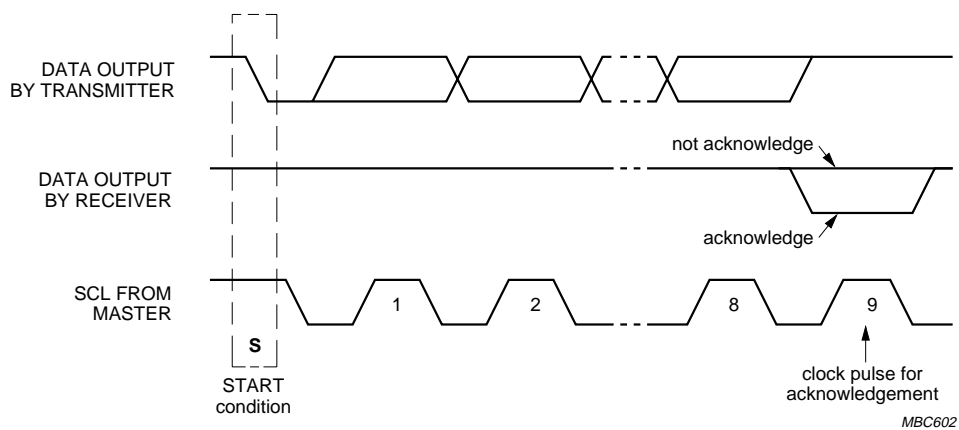 DATA OUTPUT
BY TRANSMITTER
not acknowledge
DATA OUTPUT
BY RECEIVER
acknowledge
SCL FROM
MASTER
1
2
8
9
S
START
condition
clock pulse for
acknowledgement
MBC602